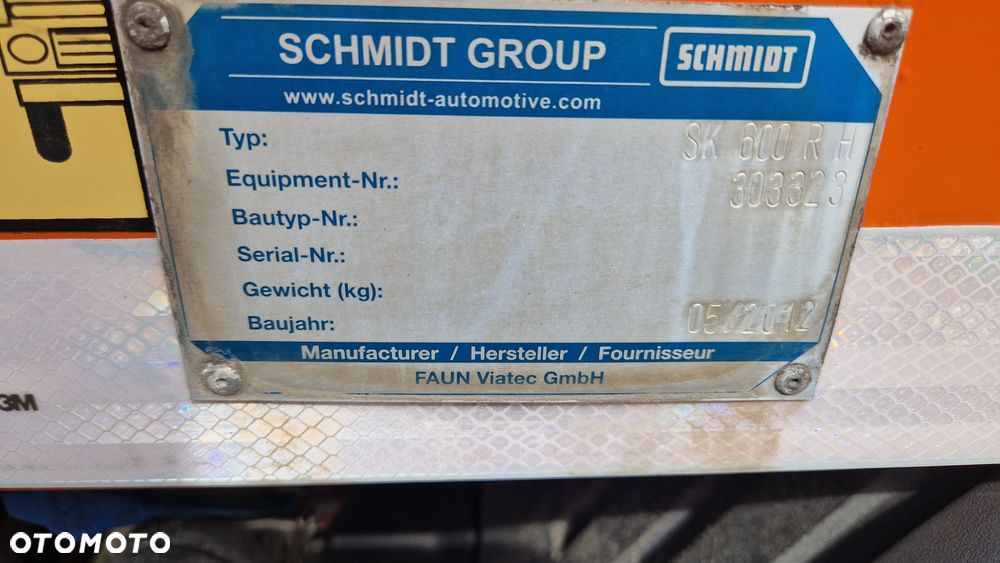 SCHMIDT GROUP SCHMIDT
www.schmidt-automotive.com
Typ: SK 600 R H
Equipment-Nr.: 303323
Bautyp-Nr.:
Serial-Nr.:
Gewicht (kg):
Baujahr: 05/2012
Manufacturer / Hersteller / Fournisseur
FAUN Viatec GmbH
3M
OTOMOTO